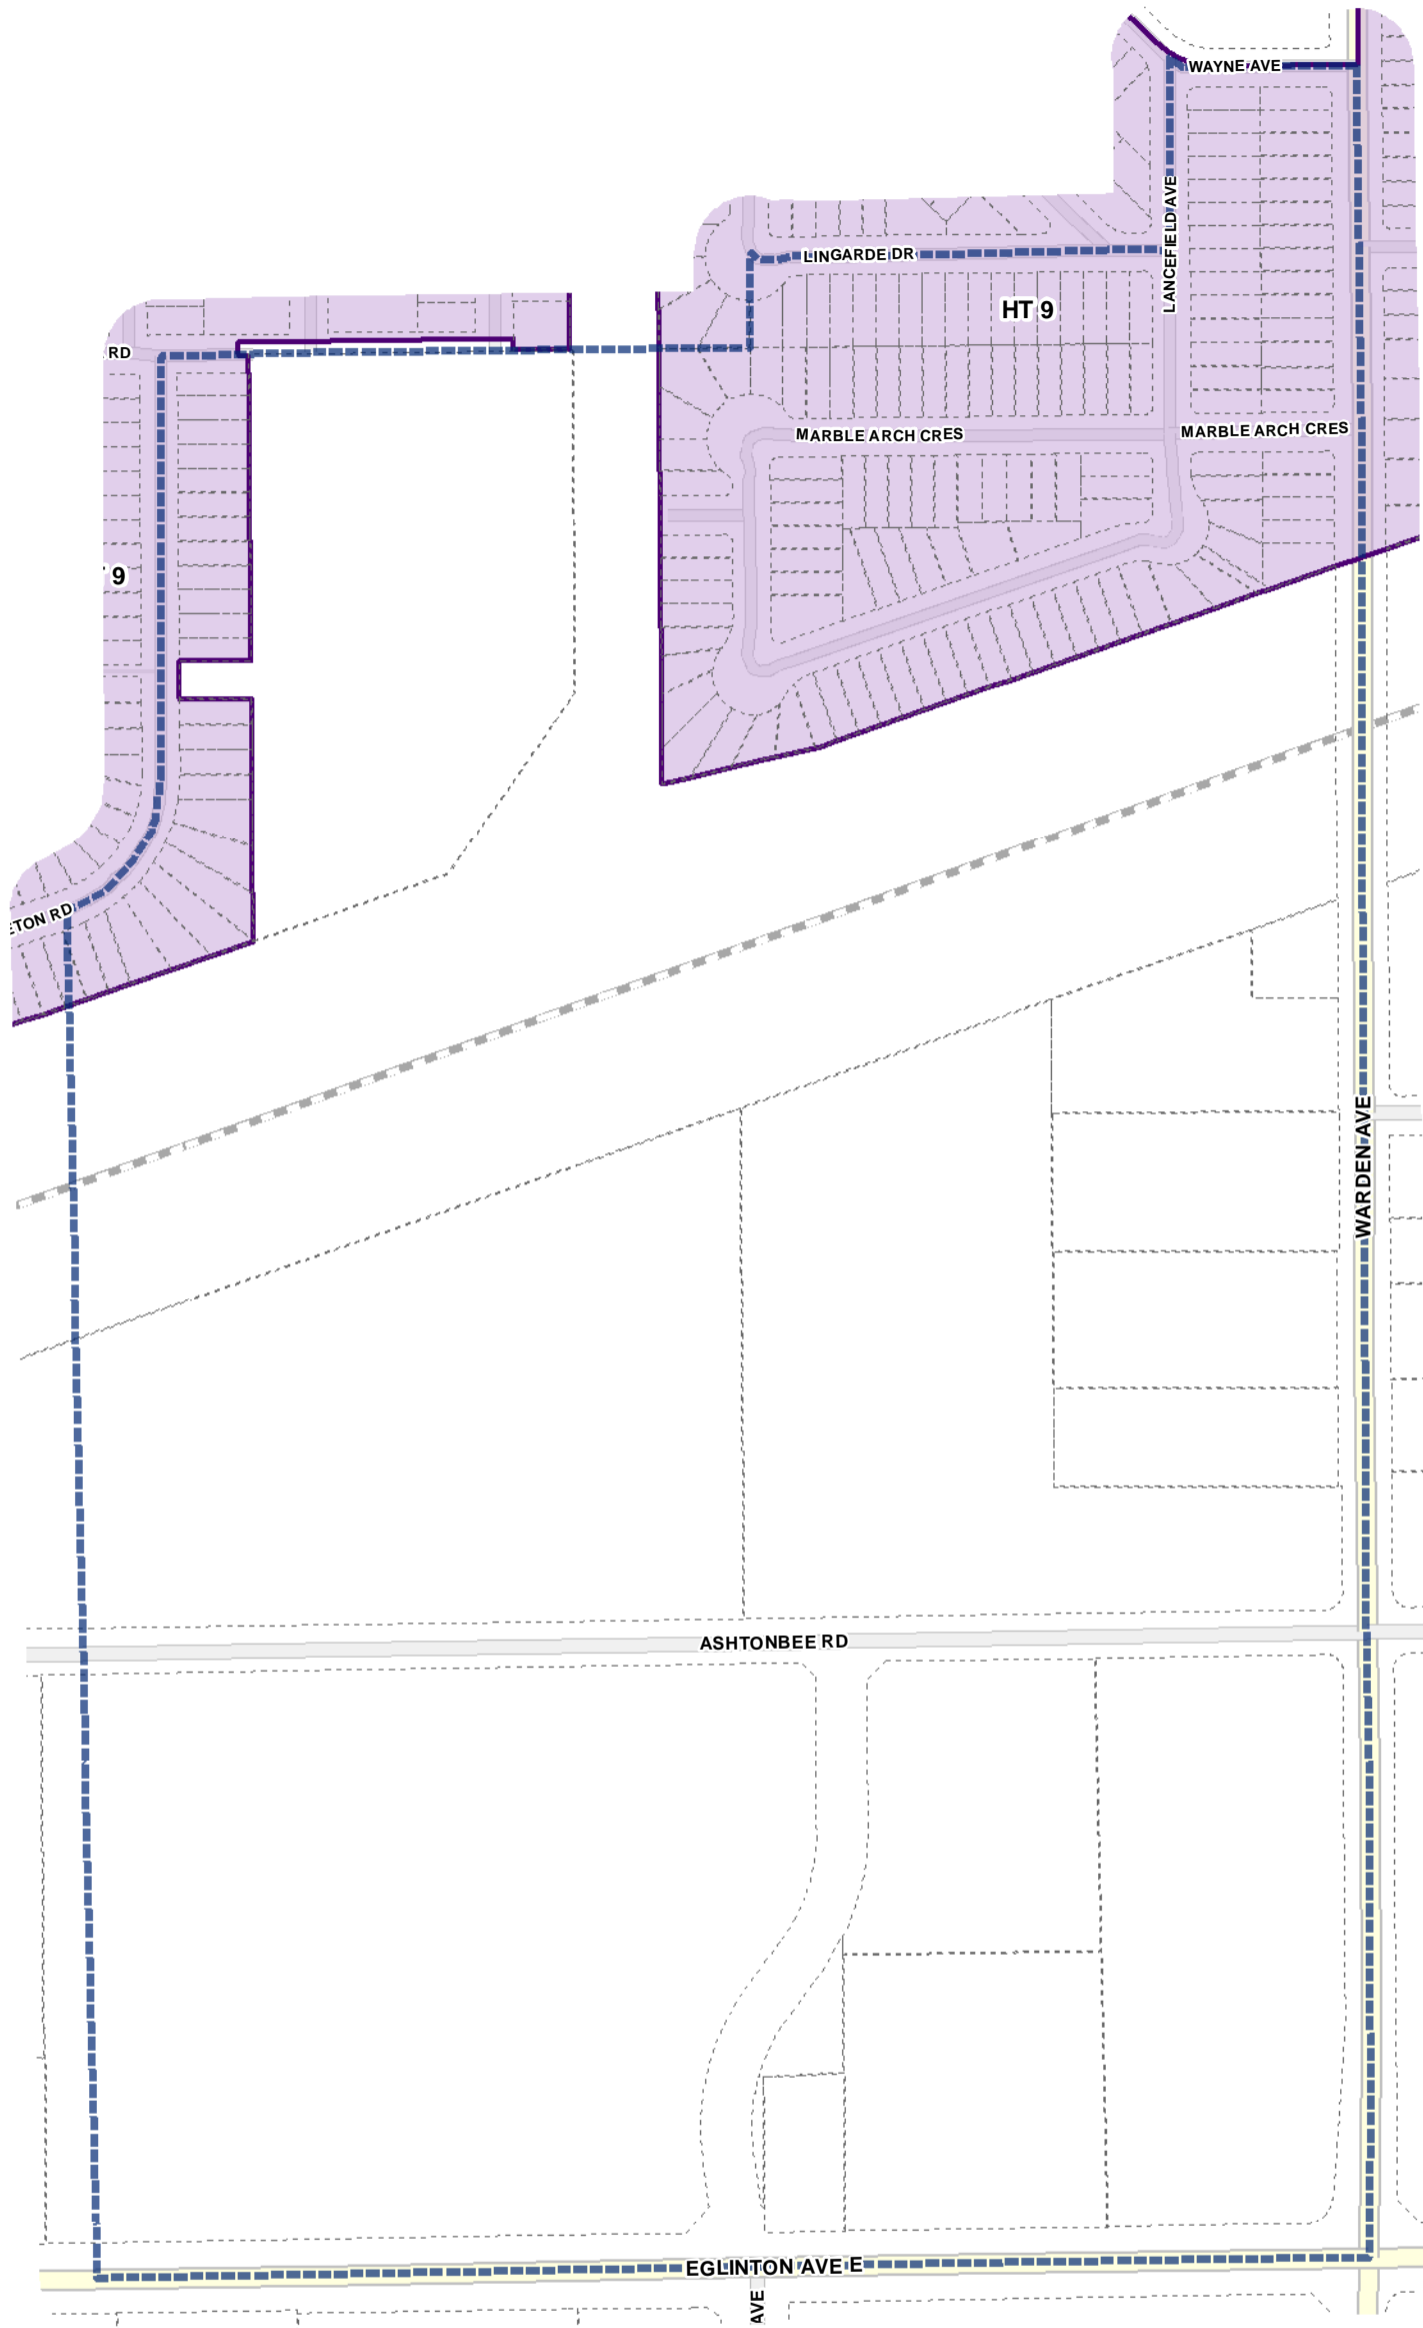 WAYNE AVE
LANCEFIELD AVE
LINGARDE DR
HT 9
RD
MARBLE ARCH CRES
MARBLE ARCH CRES
9
ETON RD
WARDEN AVE
ASHTONBEE RD
EGLINTON AVE E
AVE